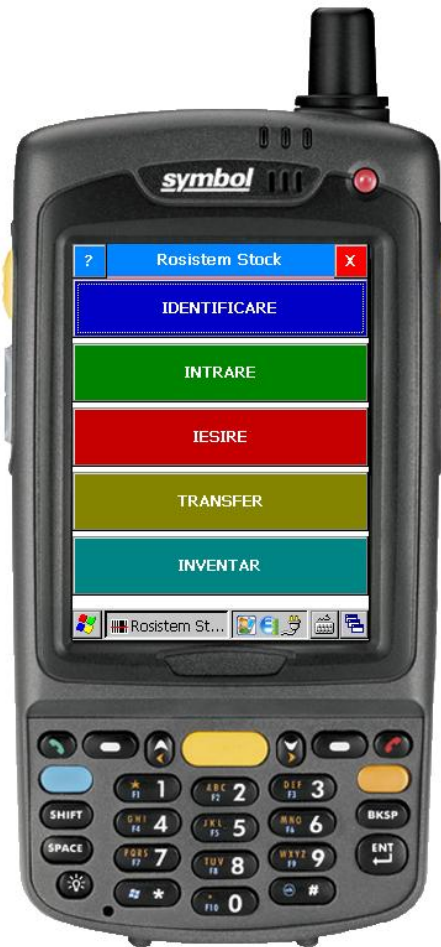 symbol
? Rosistem Stock X
IDENTIFICARE
INTRARE
IESIRE
TRANSFER
INVENTAR
Rosistem St...
* F1 1 ABC F2 2 DEF F3 3
SHIFT GHI F4 4 JKL F5 5 MNO F6 6 BKSP
SPACE PQRS F7 7 TUV F8 8 WXYZ F9 9 ENT
* . F10 0 #